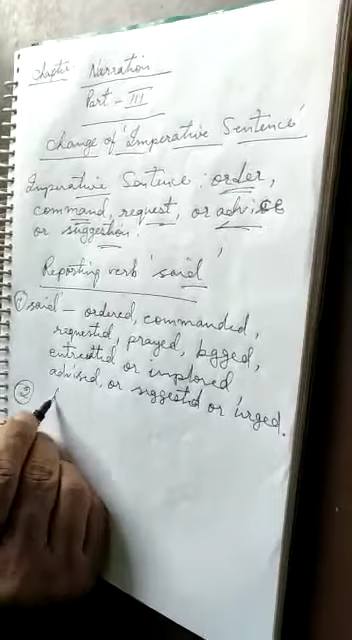 Chapter Narration
Part - III
Change of 'Imperative Sentence'
Imperative Sentence : order,
command, request, or advice
or suggestion.
Reporting verb 'said'
① said - ordered, commanded,
requested, prayed, begged,
entreated or implored
advised, or suggested or urged.
②